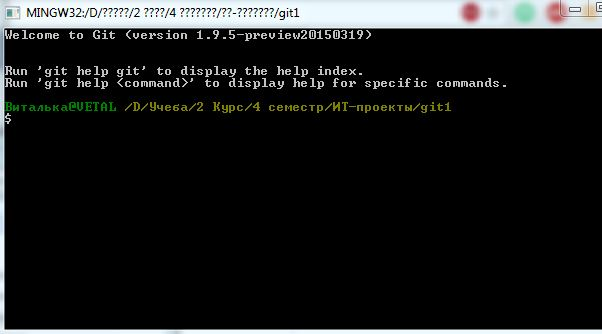 MINGW32:/D/?????/2 ????/4 ???????/??-???????/git1
Welcome to Git (version 1.9.5-preview20150319)
Run 'git help git' to display the help index.
Run 'git help <command>' to display help for specific commands.
Виталька@VETAL /D/Учеба/2 Курс/4 семестр/ИТ-проекты/git1
$